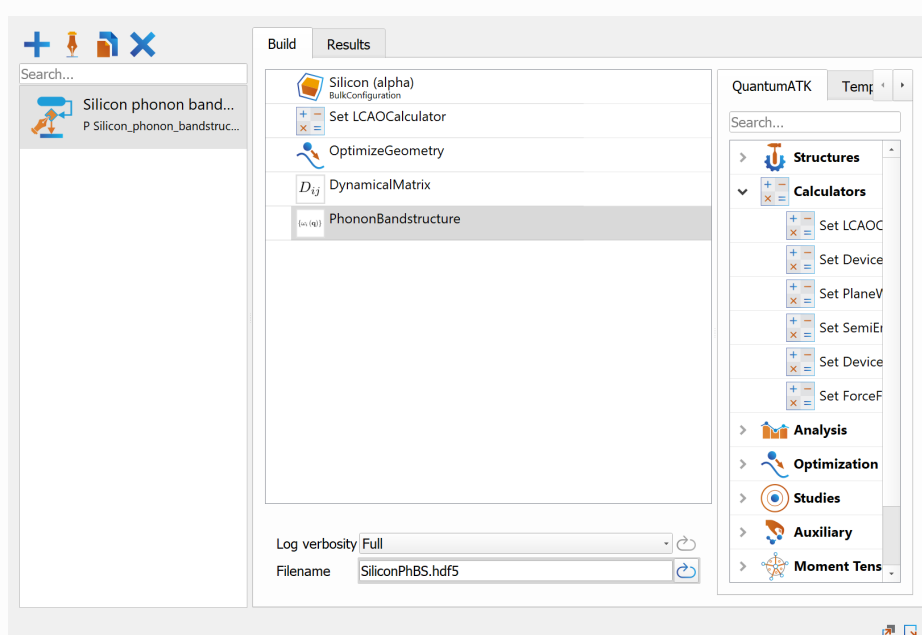 Build
Results
Search...
Silicon phonon band...
P Silicon_phonon_bandstruc...
Silicon (alpha)
BulkConfiguration
Set LCAOCalculator
OptimizeGeometry
D_ij DynamicalMatrix
PhononBandstructure
Log verbosity Full
Filename SiliconPhBS.hdf5
QuantumATK
Temp
Search...
Structures
Calculators
Set LCAOC
Set Device
Set PlaneW
Set SemiEm
Set Device
Set ForceF
Analysis
Optimization
Studies
Auxiliary
Moment Tens